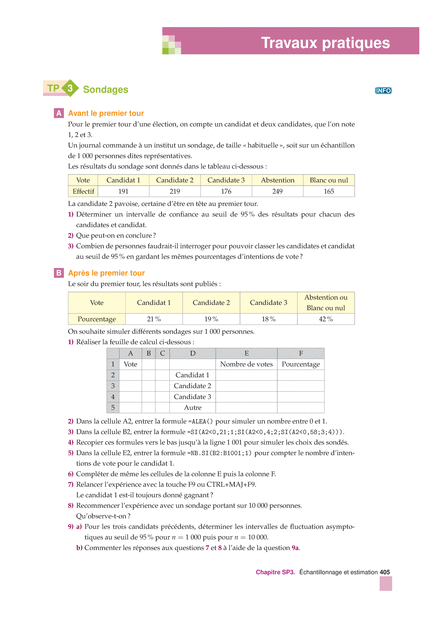 Travaux pratiques
TP 3 Sondages
INFO
A Avant le premier tour
Pour le premier tour d'une élection, on compte un candidat et deux candidates, que l'on note
1, 2 et 3.
Un journal commande à un institut un sondage, de taille « habituelle », soit sur un échantillon
de 1 000 personnes dites représentatives.
Les résultats du sondage sont donnés dans le tableau ci-dessous :
Vote Candidat 1 Candidate 2 Candidate 3 Abstention Blanc ou nul
Effectif 191 219 176 249 165
La candidate 2 pavoise, certaine d'être en tête au premier tour.
1) Déterminer un intervalle de confiance au seuil de 95 % des résultats pour chacun des
candidates et candidat.
2) Que peut-on en conclure ?
3) Combien de personnes faudrait-il interroger pour pouvoir classer les candidates et candidat
au seuil de 95 % en gardant les mêmes pourcentages d'intentions de vote ?
B Après le premier tour
Le soir du premier tour, les résultats sont publiés :
Vote Candidat 1 Candidate 2 Candidate 3 Abstention ou
Blanc ou nul
Pourcentage 21 % 19 % 18 % 42 %
On souhaite simuler différents sondages sur 1 000 personnes.
1) Réaliser la feuille de calcul ci-dessous :
A B C D E F
1 Vote Nombre de votes Pourcentage
2 Candidat 1
3 Candidate 2
4 Candidate 3
5 Autre
2) Dans la cellule A2, entrer la formule =ALEA() pour simuler un nombre entre 0 et 1.
3) Dans la cellule B2, entrer la formule =SI(A2<0,21;1;SI(A2<0,4;2;SI(A2<0,58;3;4))).
4) Recopier ces formules vers le bas jusqu'à la ligne 1 001 pour simuler les choix des sondés.
5) Dans la cellule E2, entrer la formule =NB.SI(B2:B1001;1) pour compter le nombre d'inten-
tions de vote pour le candidat 1.
6) Compléter de même les cellules de la colonne E puis la colonne F.
7) Relancer l'expérience avec la touche F9 ou CTRL+MAJ+F9.
Le candidat 1 est-il toujours donné gagnant ?
8) Recommencer l'expérience avec un sondage portant sur 10 000 personnes.
Qu'observe-t-on ?
9) a) Pour les trois candidats précédents, déterminer les intervalles de fluctuation asympto-
tiques au seuil de 95 % pour n = 1 000 puis pour n = 10 000.
b) Commenter les réponses aux questions 7 et 8 à l'aide de la question 9a.
Chapitre SP3. Échantillonnage et estimation 405